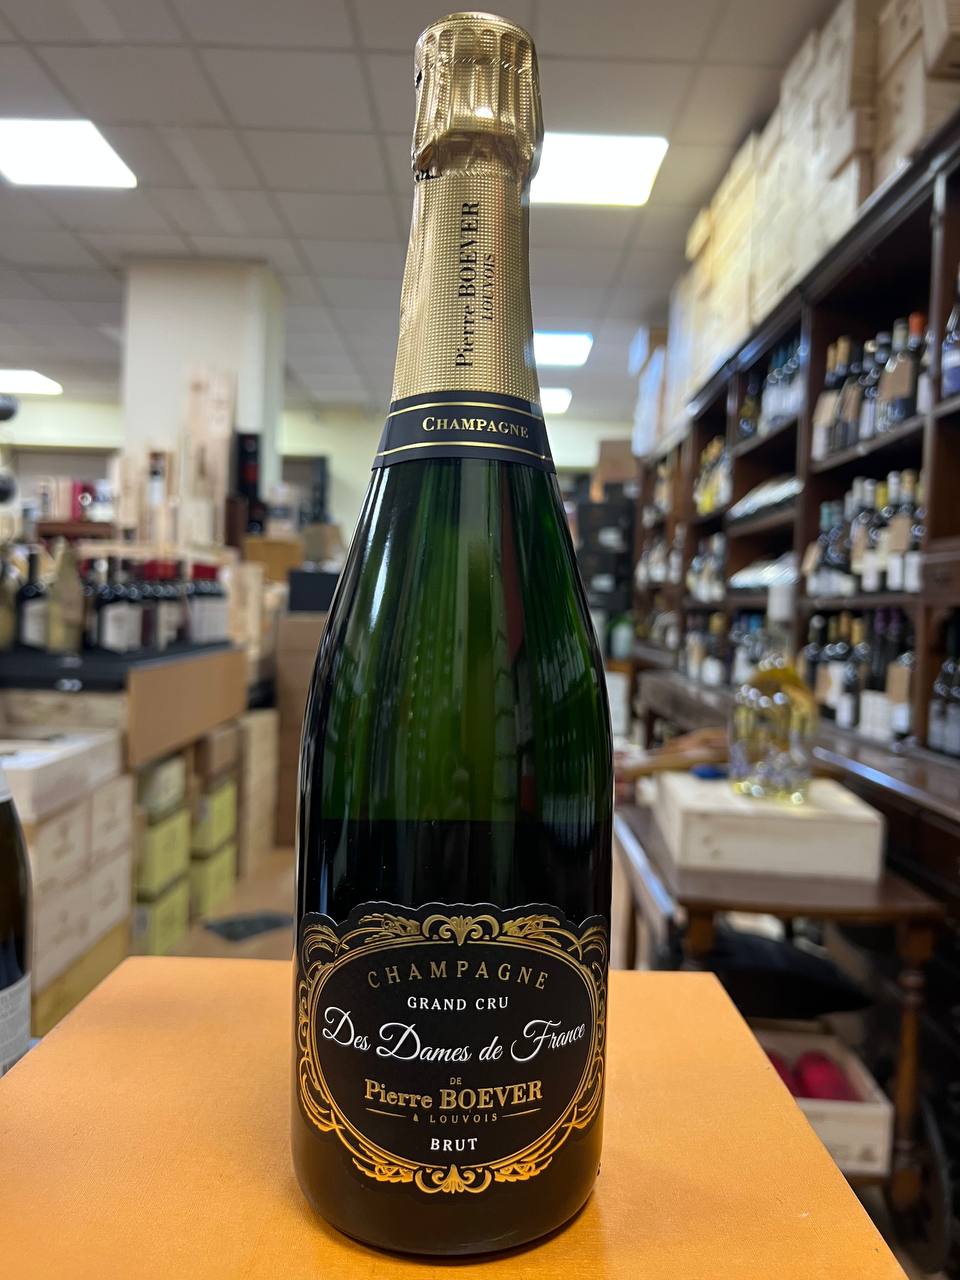 Pierre BOEVER
LOUVOIS
CHAMPAGNE
CHAMPAGNE
GRAND CRU
Des Dames de France
DE
Pierre BOEVER
À LOUVOIS
BRUT